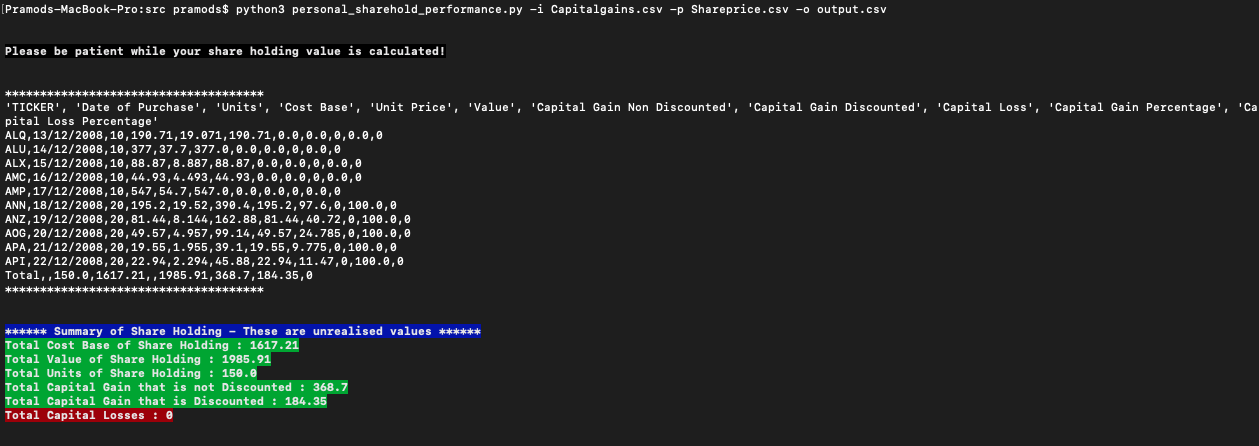 Pramods-MacBook-Pro:src pramods$ python3 personal_sharehold_performance.py -i Capitalgains.csv -p Shareprice.csv -o output.csv
Please be patient while your share holding value is calculated!
*************************************
'TICKER', 'Date of Purchase', 'Units', 'Cost Base', 'Unit Price', 'Value', 'Capital Gain Non Discounted', 'Capital Gain Discounted', 'Capital Loss', 'Capital Gain Percentage', 'Ca
pital Loss Percentage'
ALQ,13/12/2008,10,190.71,19.071,190.71,0.0,0.0,0,0.0,0
ALU,14/12/2008,10,377,37.7,377.0,0.0,0.0,0,0.0,0
ALX,15/12/2008,10,88.87,8.887,88.87,0.0,0.0,0,0.0,0
AMC,16/12/2008,10,44.93,4.493,44.93,0.0,0.0,0,0.0,0
AMP,17/12/2008,10,547,54.7,547.0,0.0,0.0,0,0.0,0
ANN,18/12/2008,20,195.2,19.52,390.4,195.2,97.6,0,100.0,0
ANZ,19/12/2008,20,81.44,8.144,162.88,81.44,40.72,0,100.0,0
AOG,20/12/2008,20,49.57,4.957,99.14,49.57,24.785,0,100.0,0
APA,21/12/2008,20,19.55,1.955,39.1,19.55,9.775,0,100.0,0
API,22/12/2008,20,22.94,2.294,45.88,22.94,11.47,0,100.0,0
Total,,150.0,1617.21,,1985.91,368.7,184.35,0
*************************************
****** Summary of Share Holding - These are unrealised values ******
Total Cost Base of Share Holding : 1617.21
Total Value of Share Holding : 1985.91
Total Units of Share Holding : 150.0
Total Capital Gain that is not Discounted : 368.7
Total Capital Gain that is Discounted : 184.35
Total Capital Losses : 0